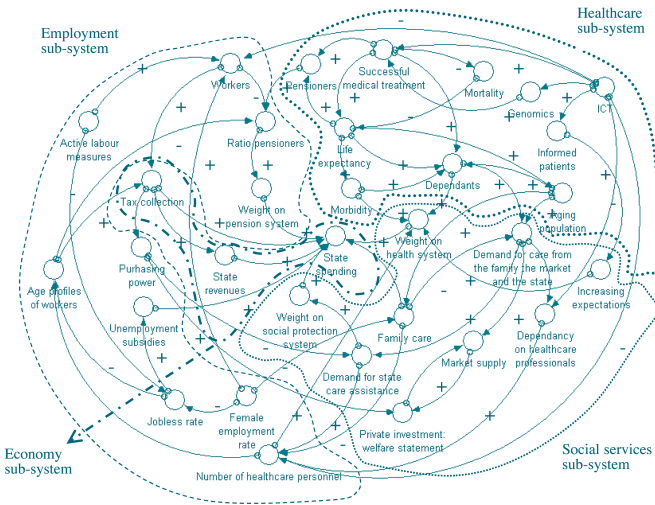 Employment
sub-system
Healthcare
sub-system
Workers
Pensioners
Successful
medical treatment
Mortality
Genomics
ICT
Active labour
measures
Ratio pensioners
Life
expectancy
Informed
patients
Tax collection
Weight on
pension system
Morbidity
Dependants
Aging
population
Purhasing
power
State
revenues
State
spending
Weight on
health system
Demand for care from
the family the market
and the state
Increasing
expectations
Age profiles
of workers
Unemployment
subsidies
Weight on
social protection
system
Family care
Market supply
Dependancy
on healthcare
professionals
Demand for state
care assistance
Jobless rate
Female
employment
rate
Private investment:
welfare statement
Economy
sub-system
Number of healthcare personnel
Social services
sub-system